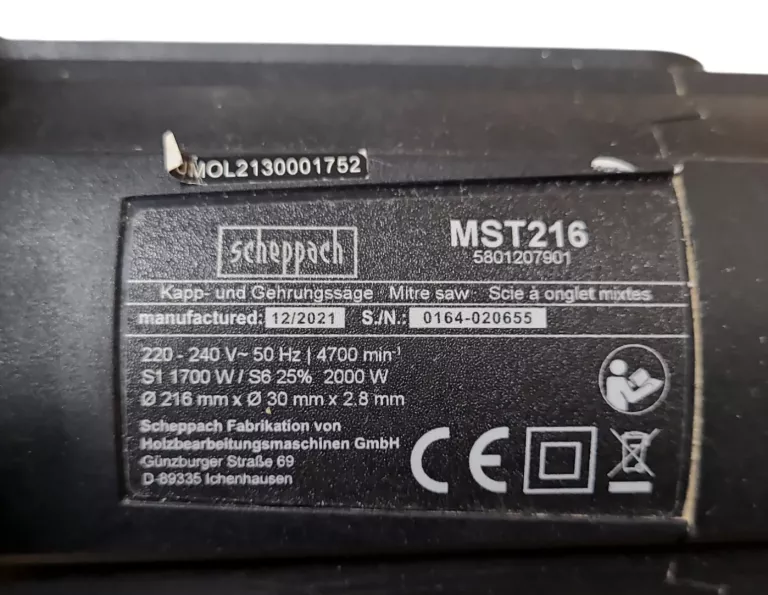 MOL2130001752
scheppach
MST216
5801207901
Kapp- und Gehrungssäge Mitre saw Scie à onglet mixtes
manufactured: 12/2021 S./N.: 0164-020655
220 - 240 V~ 50 Hz | 4700 min-¹
S1 1700 W / S6 25% 2000 W
Ø 216 mm x Ø 30 mm x 2.8 mm
Scheppach Fabrikation von
Holzbearbeitungsmaschinen GmbH
Günzburger Straße 69
D-89335 Ichenhausen
CE